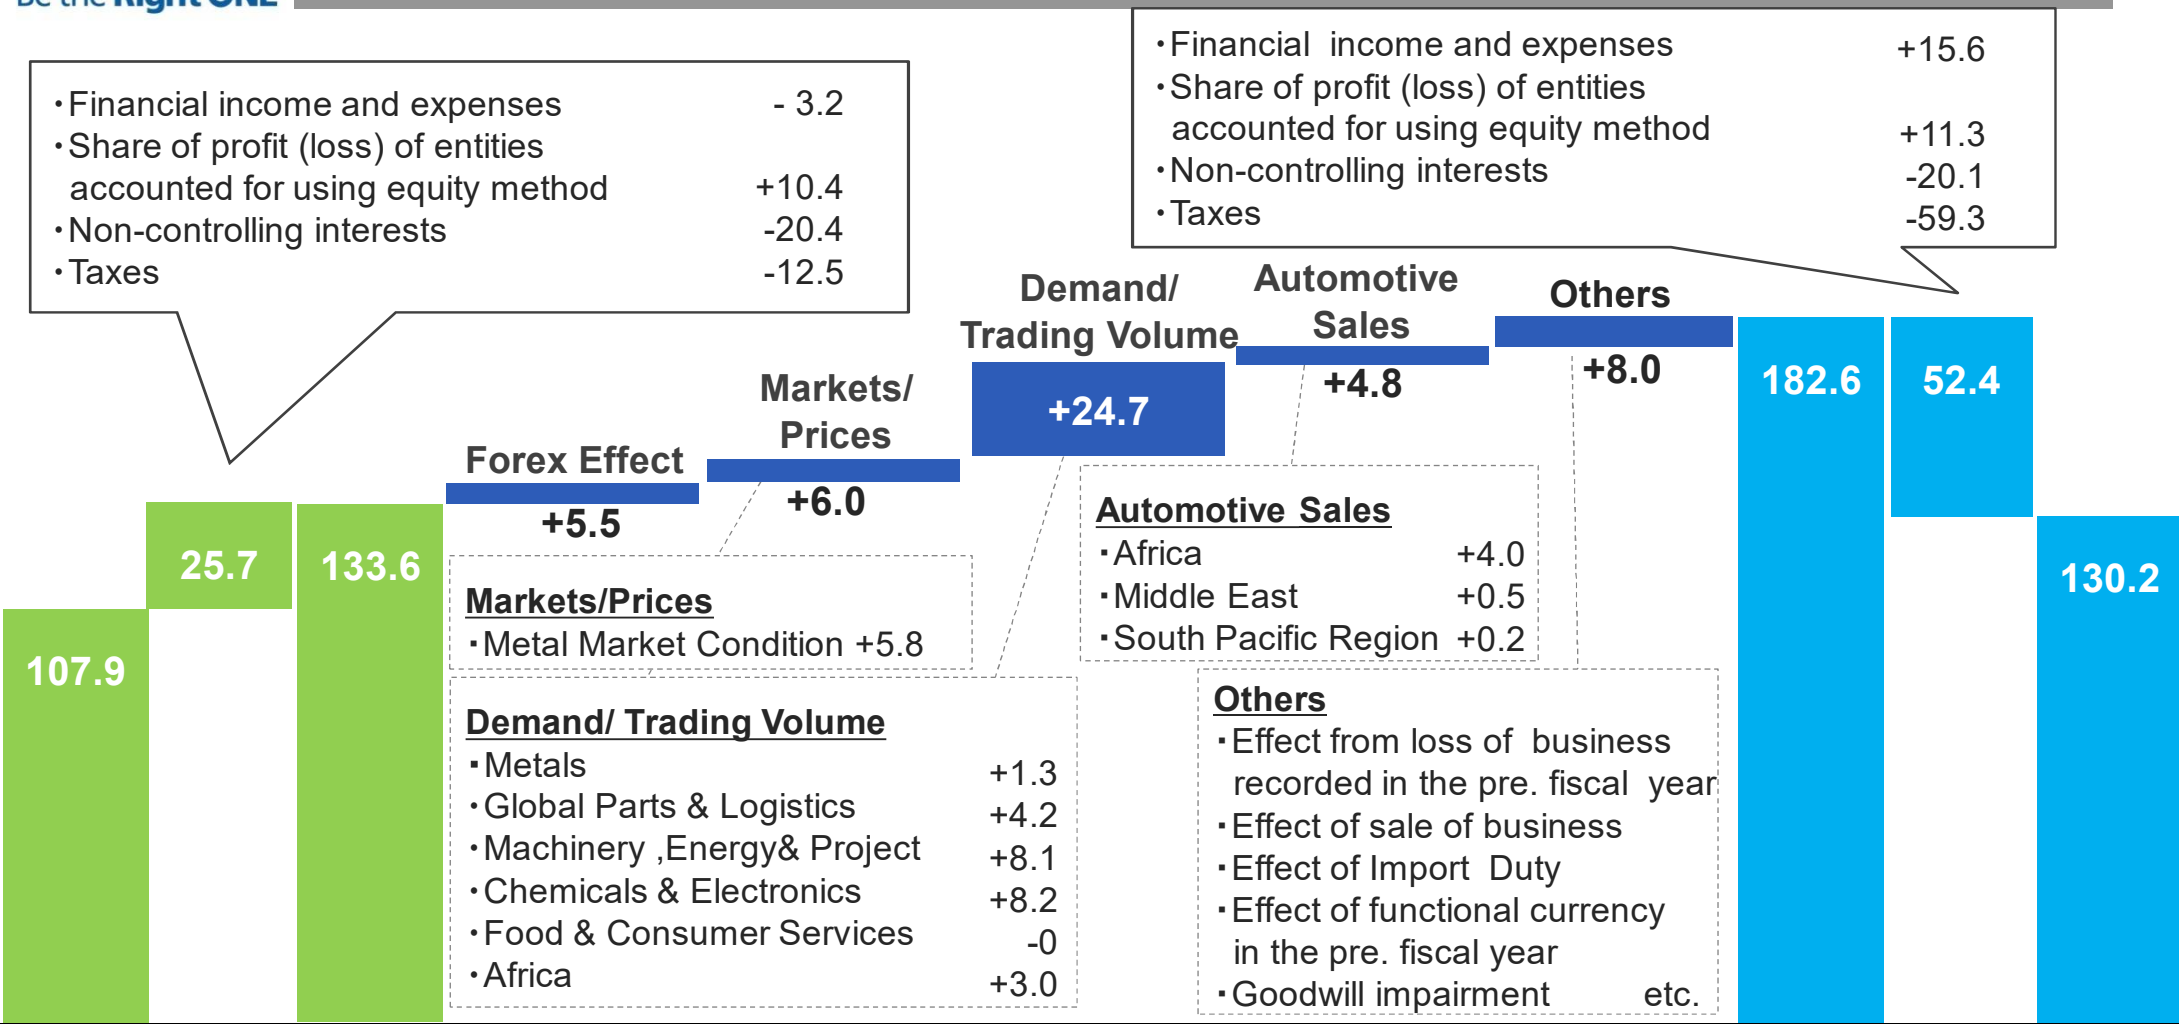 Be the Right ONE
・Financial income and expenses - 3.2
・Share of profit (loss) of entities
accounted for using equity method +10.4
・Non-controlling interests -20.4
・Taxes -12.5
・Financial income and expenses +15.6
・Share of profit (loss) of entities
accounted for using equity method +11.3
・Non-controlling interests -20.1
・Taxes -59.3
107.9
25.7
133.6
Forex Effect
+5.5
Markets/
Prices
+6.0
Demand/
Trading Volume
+24.7
Automotive
Sales
+4.8
Others
+8.0
182.6
52.4
130.2
Markets/Prices
・Metal Market Condition +5.8
Demand/ Trading Volume
・Metals +1.3
・Global Parts & Logistics +4.2
・Machinery ,Energy& Project +8.1
・Chemicals & Electronics +8.2
・Food & Consumer Services -0
・Africa +3.0
Automotive Sales
・Africa +4.0
・Middle East +0.5
・South Pacific Region +0.2
Others
・Effect from loss of business
recorded in the pre. fiscal year
・Effect of sale of business
・Effect of Import Duty
・Effect of functional currency
in the pre. fiscal year
・Goodwill impairment etc.